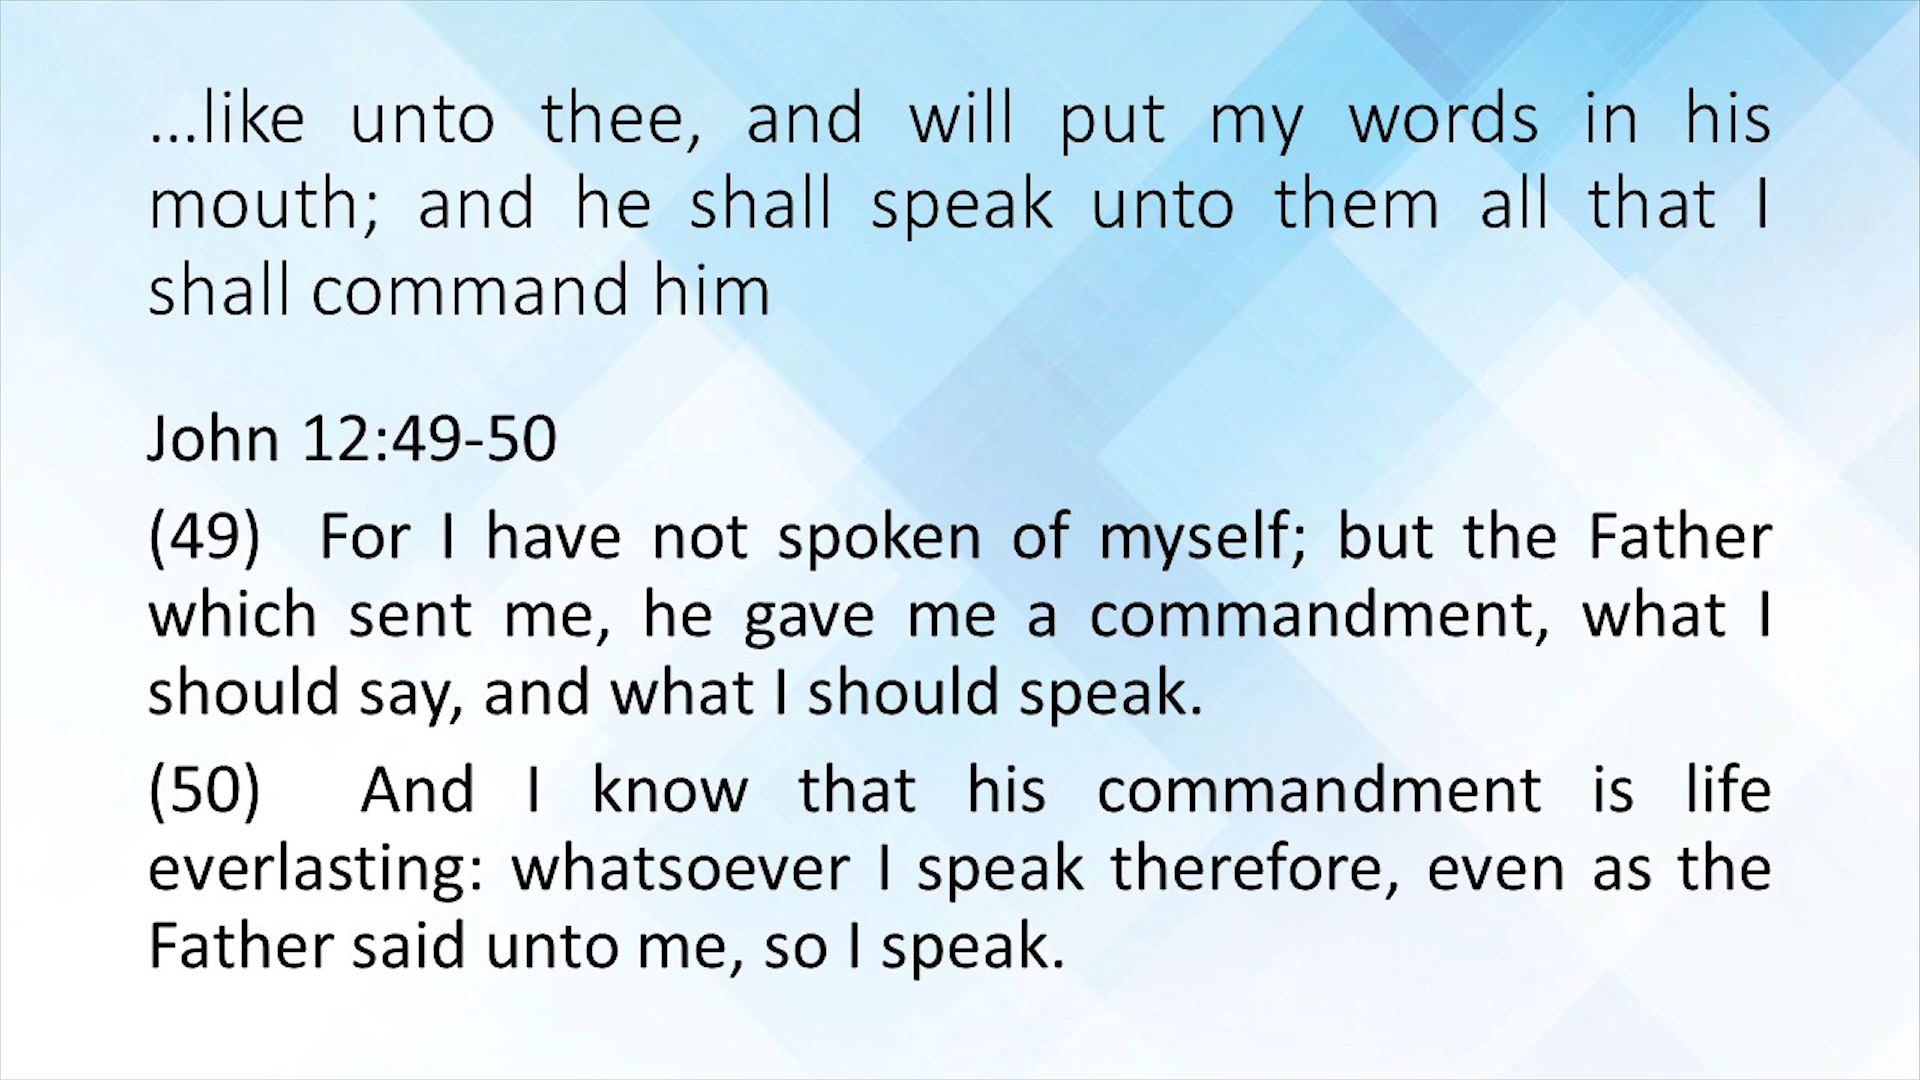 ...like unto thee, and will put my words in his
mouth; and he shall speak unto them all that I
shall command him
John 12:49-50
(49) For I have not spoken of myself; but the Father
which sent me, he gave me a commandment, what I
should say, and what I should speak.
(50) And I know that his commandment is life
everlasting: whatsoever I speak therefore, even as the
Father said unto me, so I speak.